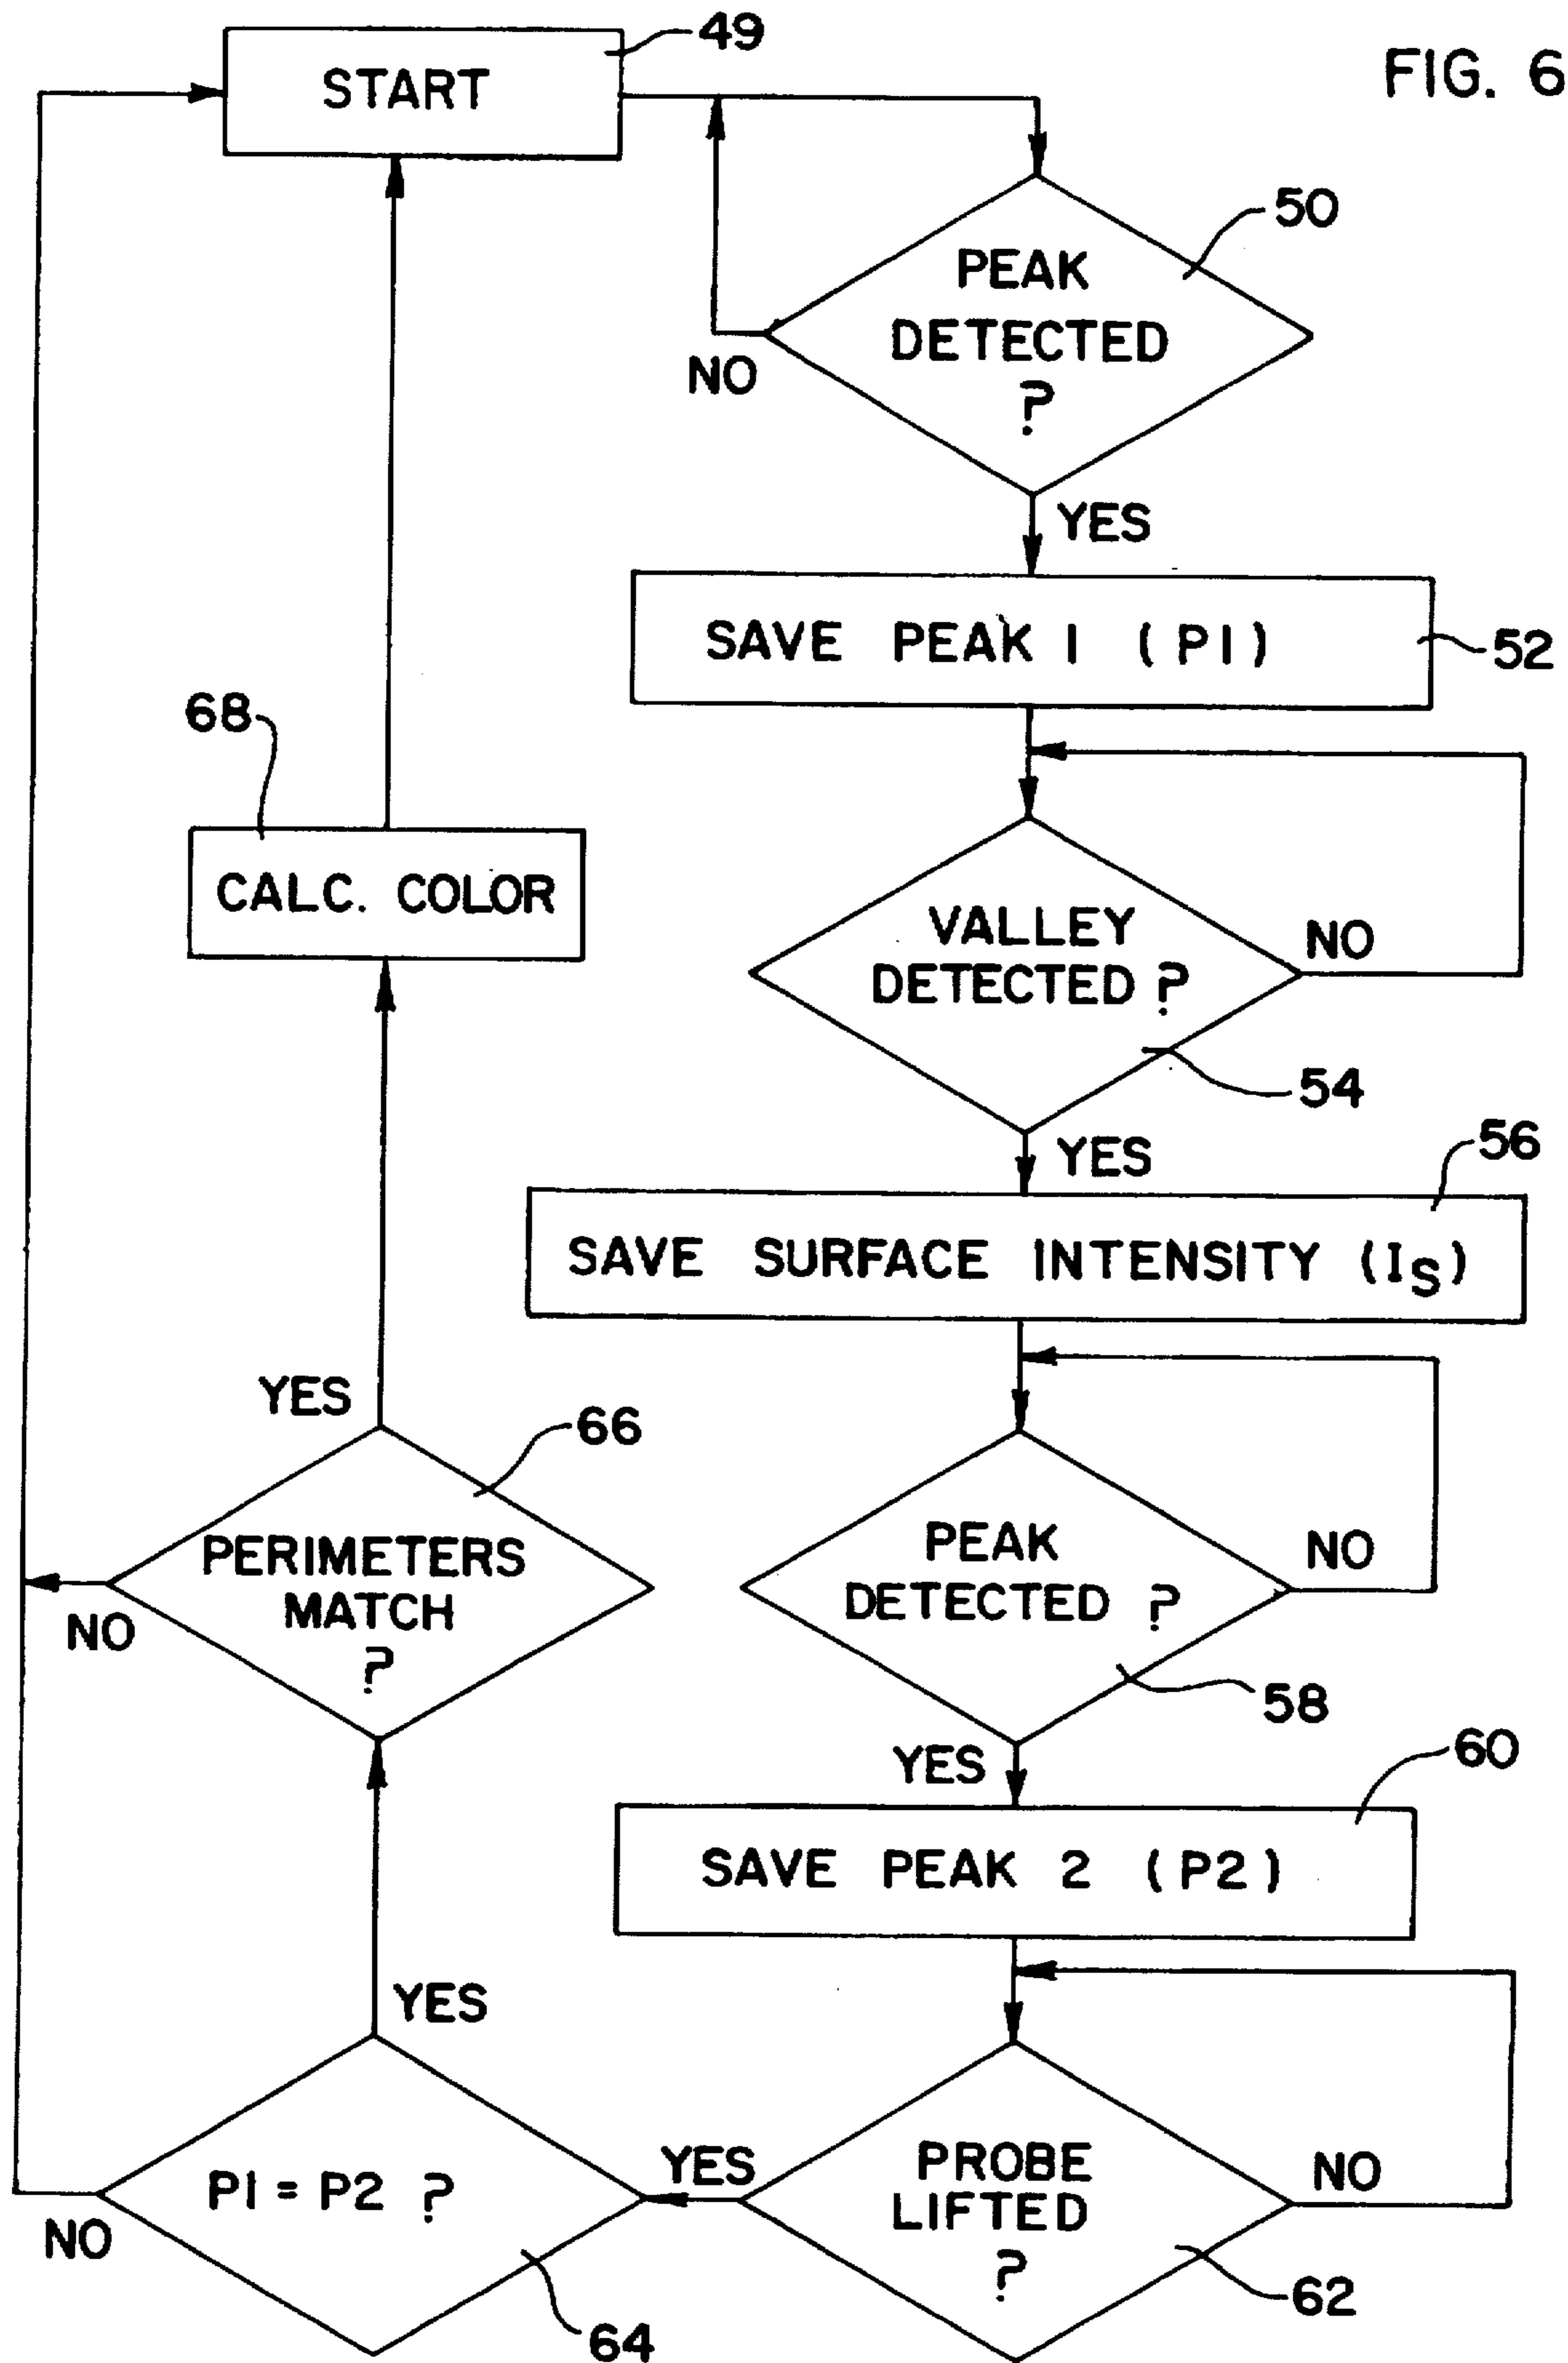 FIG. 6
49
START
50
PEAK
DETECTED
?
NO
YES
SAVE PEAK 1 (P1)
52
68
CALC. COLOR
VALLEY
DETECTED ?
NO
54
YES
56
SAVE SURFACE INTENSITY (IS)
YES
66
PERIMETERS
MATCH
?
NO
PEAK
DETECTED ?
NO
58
YES
60
SAVE PEAK 2 (P2)
YES
P1 = P2 ?
NO
64
YES
PROBE
LIFTED
?
NO
62